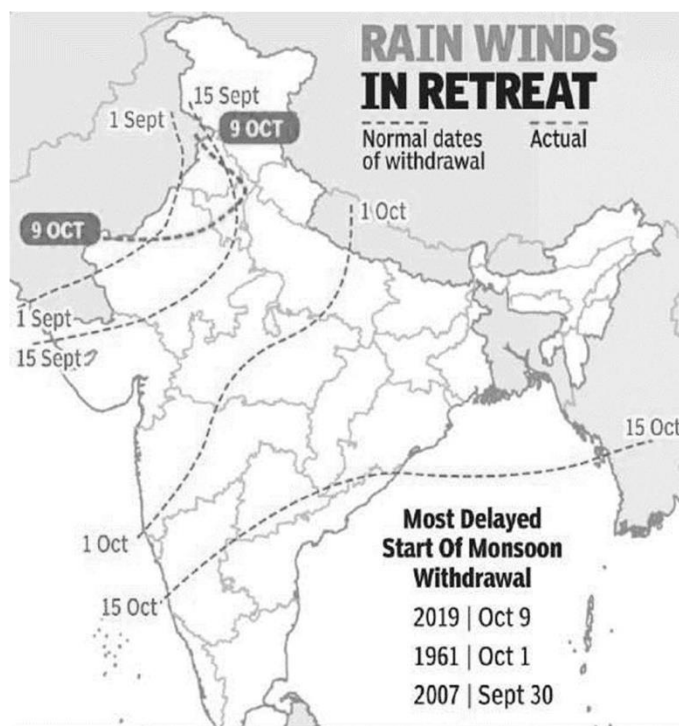 RAIN WINDS
IN RETREAT
Normal dates
of withdrawal
Actual
15 Sept
1 Sept
9 OCT
1 Oct
9 OCT
1 Sept
15 Sept
15 Oct
1 Oct
15 Oct
Most Delayed
Start Of Monsoon
Withdrawal
2019 | Oct 9
1961 | Oct 1
2007 | Sept 30